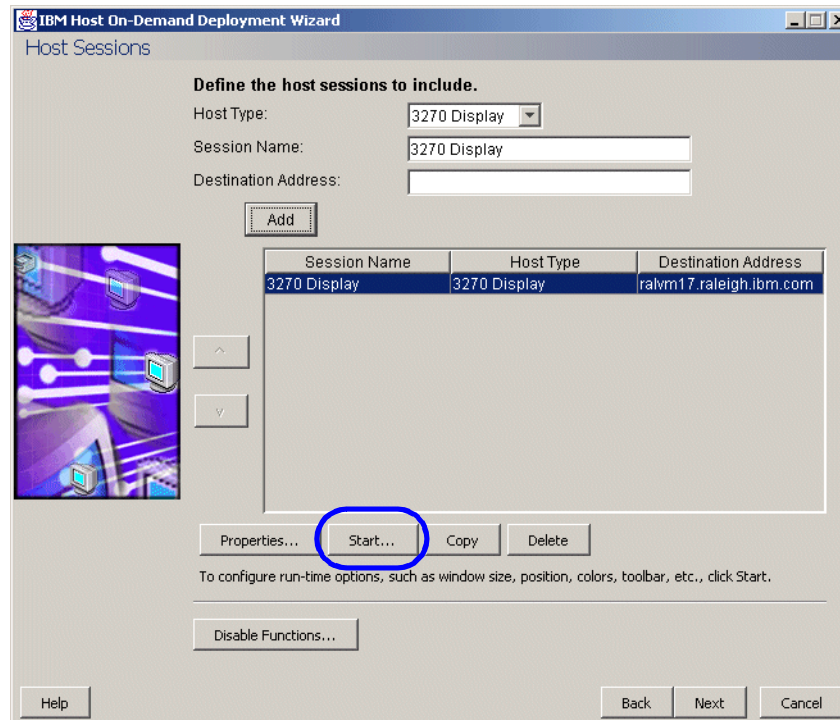 IBM Host On-Demand Deployment Wizard
Host Sessions
Define the host sessions to include.
Host Type:
3270 Display
Session Name:
3270 Display
Destination Address:
Add
Session Name Host Type Destination Address
3270 Display 3270 Display ralvm17.raleigh.ibm.com
^
v
Properties... Start... Copy Delete
To configure run-time options, such as window size, position, colors, toolbar, etc., click Start.
Disable Functions...
Help Back Next Cancel